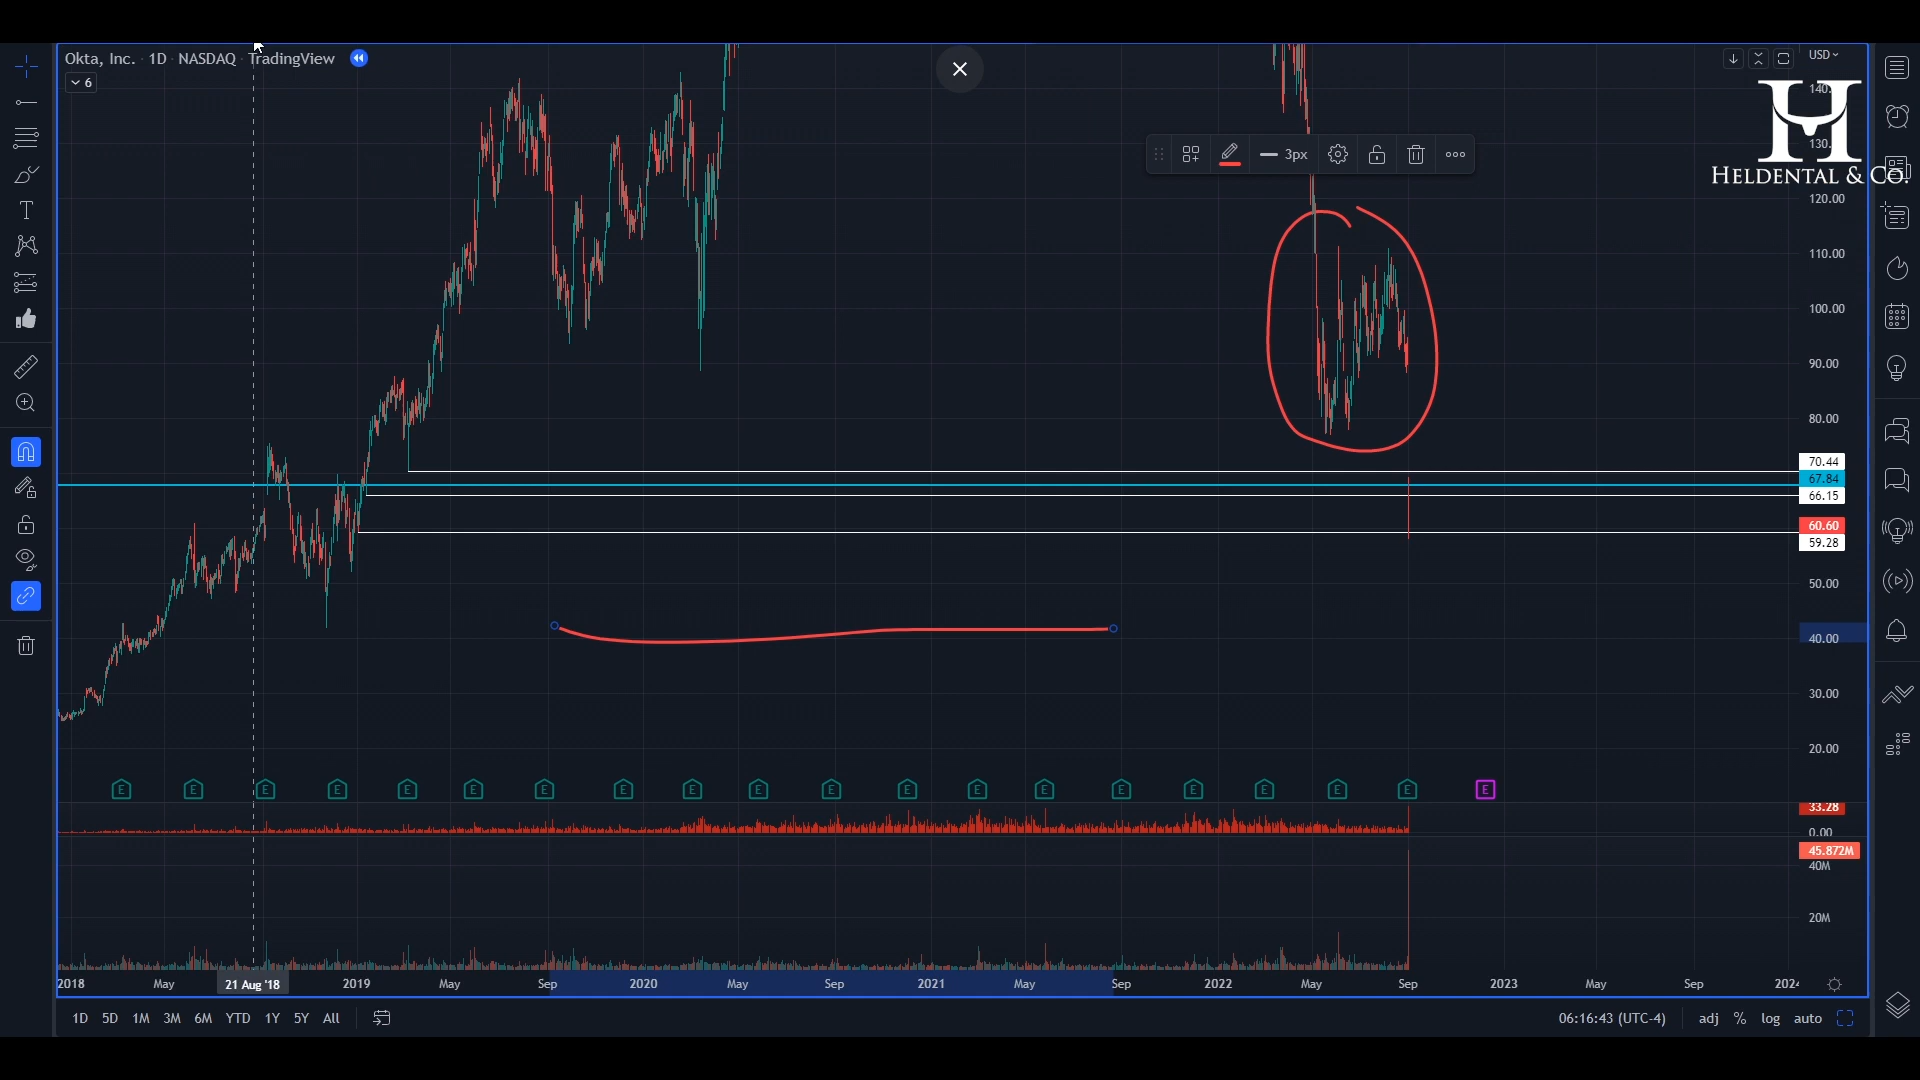 Okta, Inc. · 1D · NASDAQ · TradingView
6
USD
140.
130.
120.00
110.00
100.00
90.00
80.00
70.44
67.84
66.15
60.60
59.28
50.00
40.00
30.00
20.00
3px
HELDENTAL & CO.
T
E E E E E E E E E E E E E E E E E E E E
33.28
0.00
45.872M
40M
20M
2018 May 21 Aug '18 2019 May Sep 2020 May Sep 2021 May Sep 2022 May Sep 2023 May Sep 2024
1D 5D 1M 3M 6M YTD 1Y 5Y All
06:16:43 (UTC-4) adj % log auto